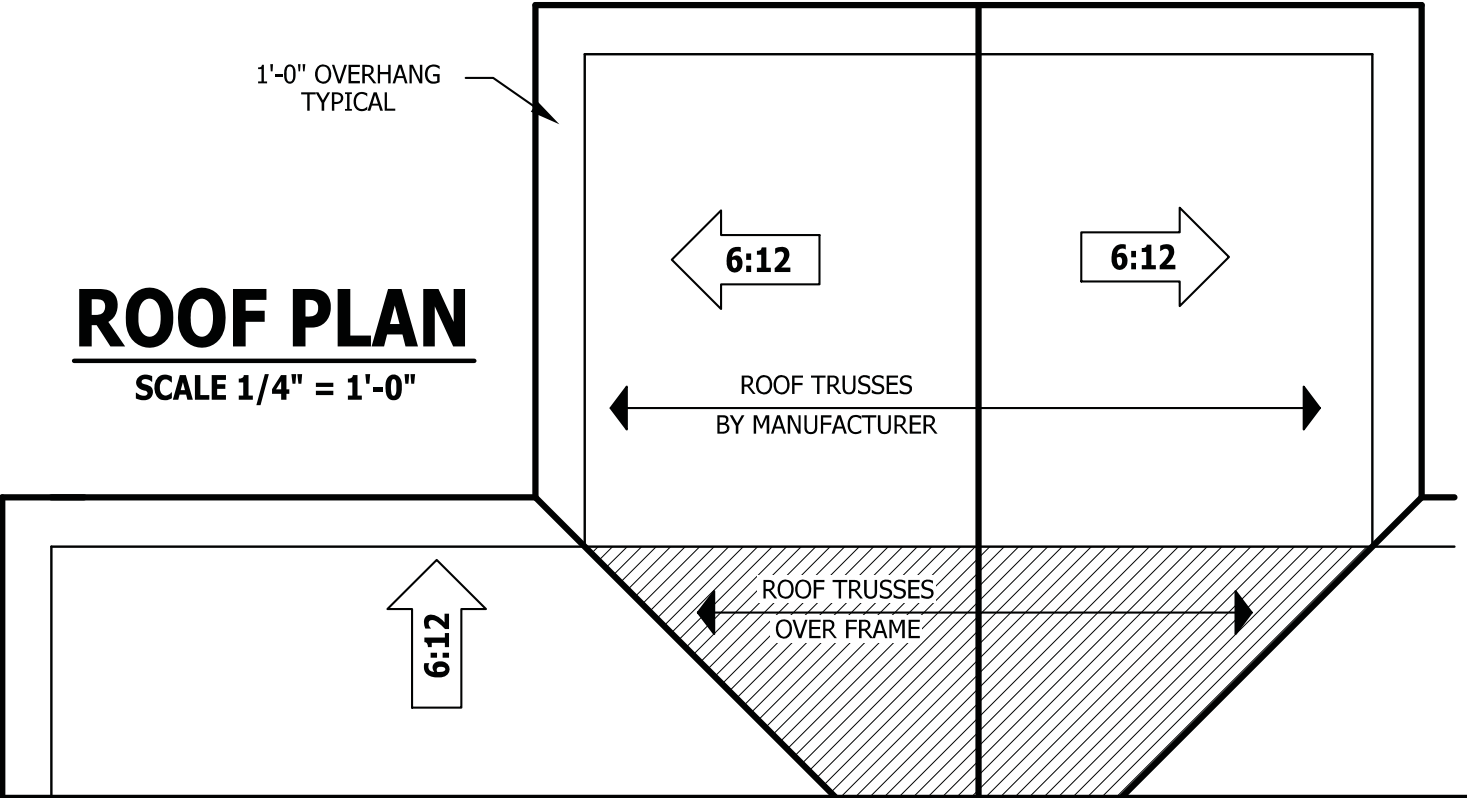 1'-0" OVERHANG
TYPICAL
6:12
6:12
ROOF PLAN
SCALE 1/4" = 1'-0"
ROOF TRUSSES
BY MANUFACTURER
ROOF TRUSSES
OVER FRAME
6:12